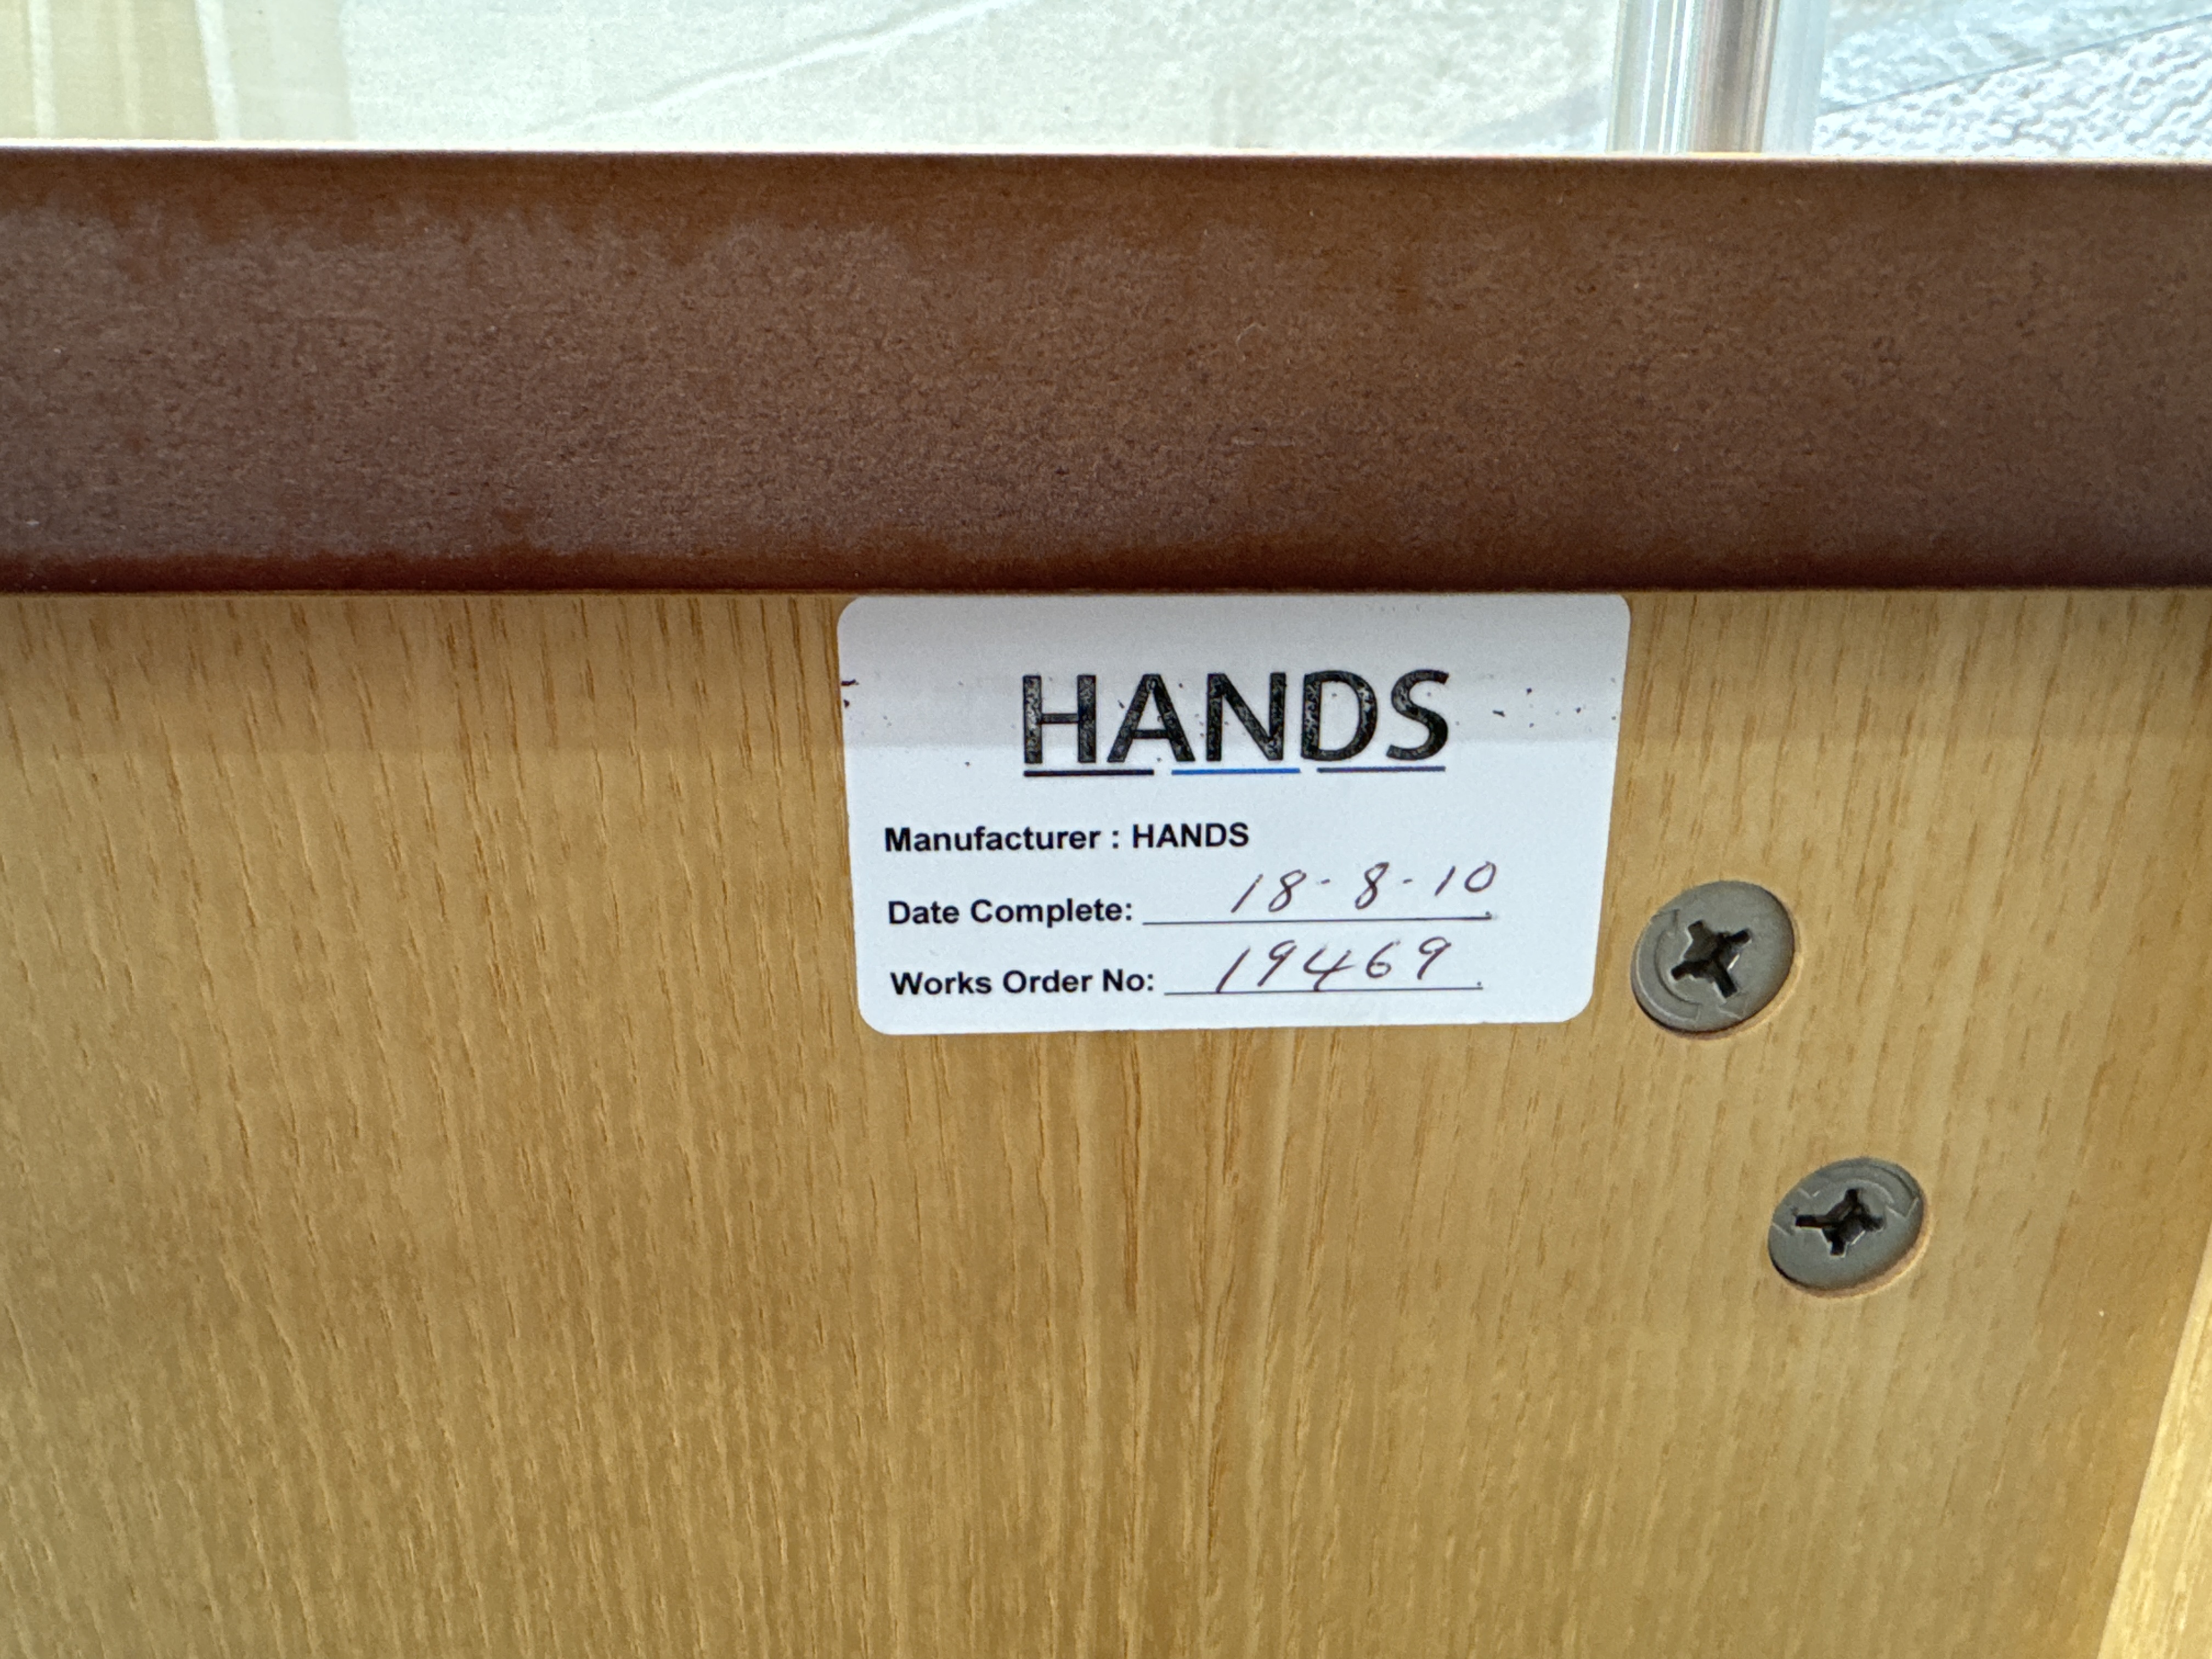 HANDS
Manufacturer : HANDS
Date Complete: 18-8-10
Works Order No: 19469